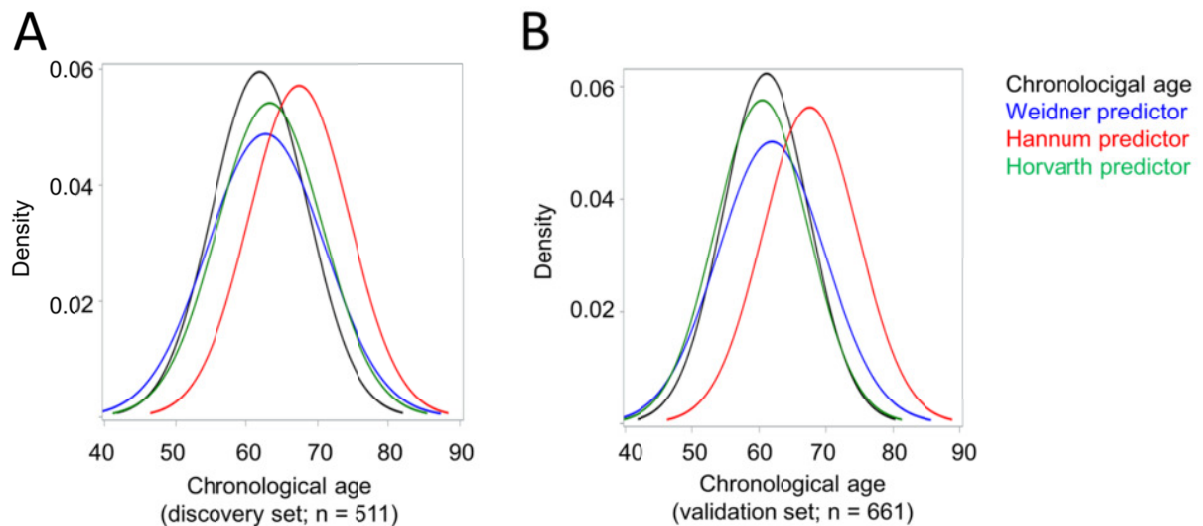 A
0.06
0.04
0.02
Density
40 50 60 70 80 90
Chronological age
(discovery set; n = 511)
B
0.06
0.04
0.02
Density
40 50 60 70 80 90
Chronological age
(validation set; n = 661)
Chronolocigal age
Weidner predictor
Hannum predictor
Horvarth predictor